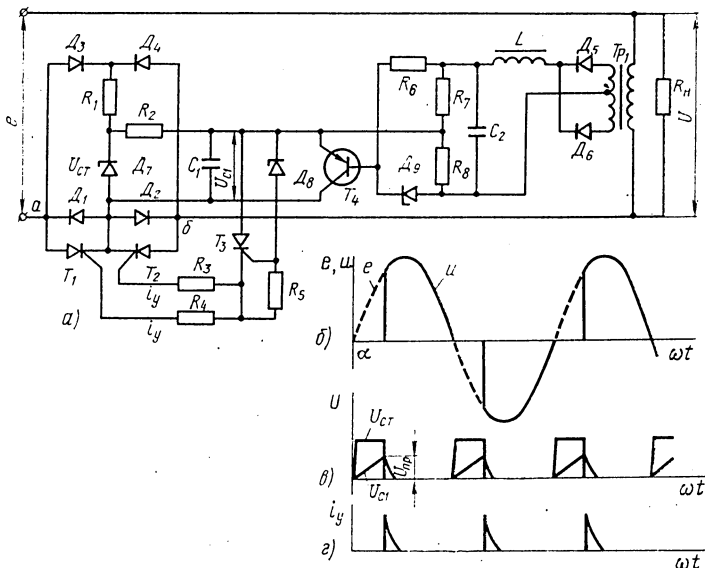 Д₃ Д₄ L Д₅ Тр₁
R₁ R₆ R₇ Rн
e R₂ C₂ U
Uст Д₇ C₁ Uc1 Д₈ Д₉ R₈ Д₆
Д₁ Д₂ T₄
а б
T₃
T₁ T₂ R₃ R₅
iу R₄
iу
а)
e, u e u
б) α ωt
U
Uст
Uпр
в) Uc1 ωt
iу
г) ωt